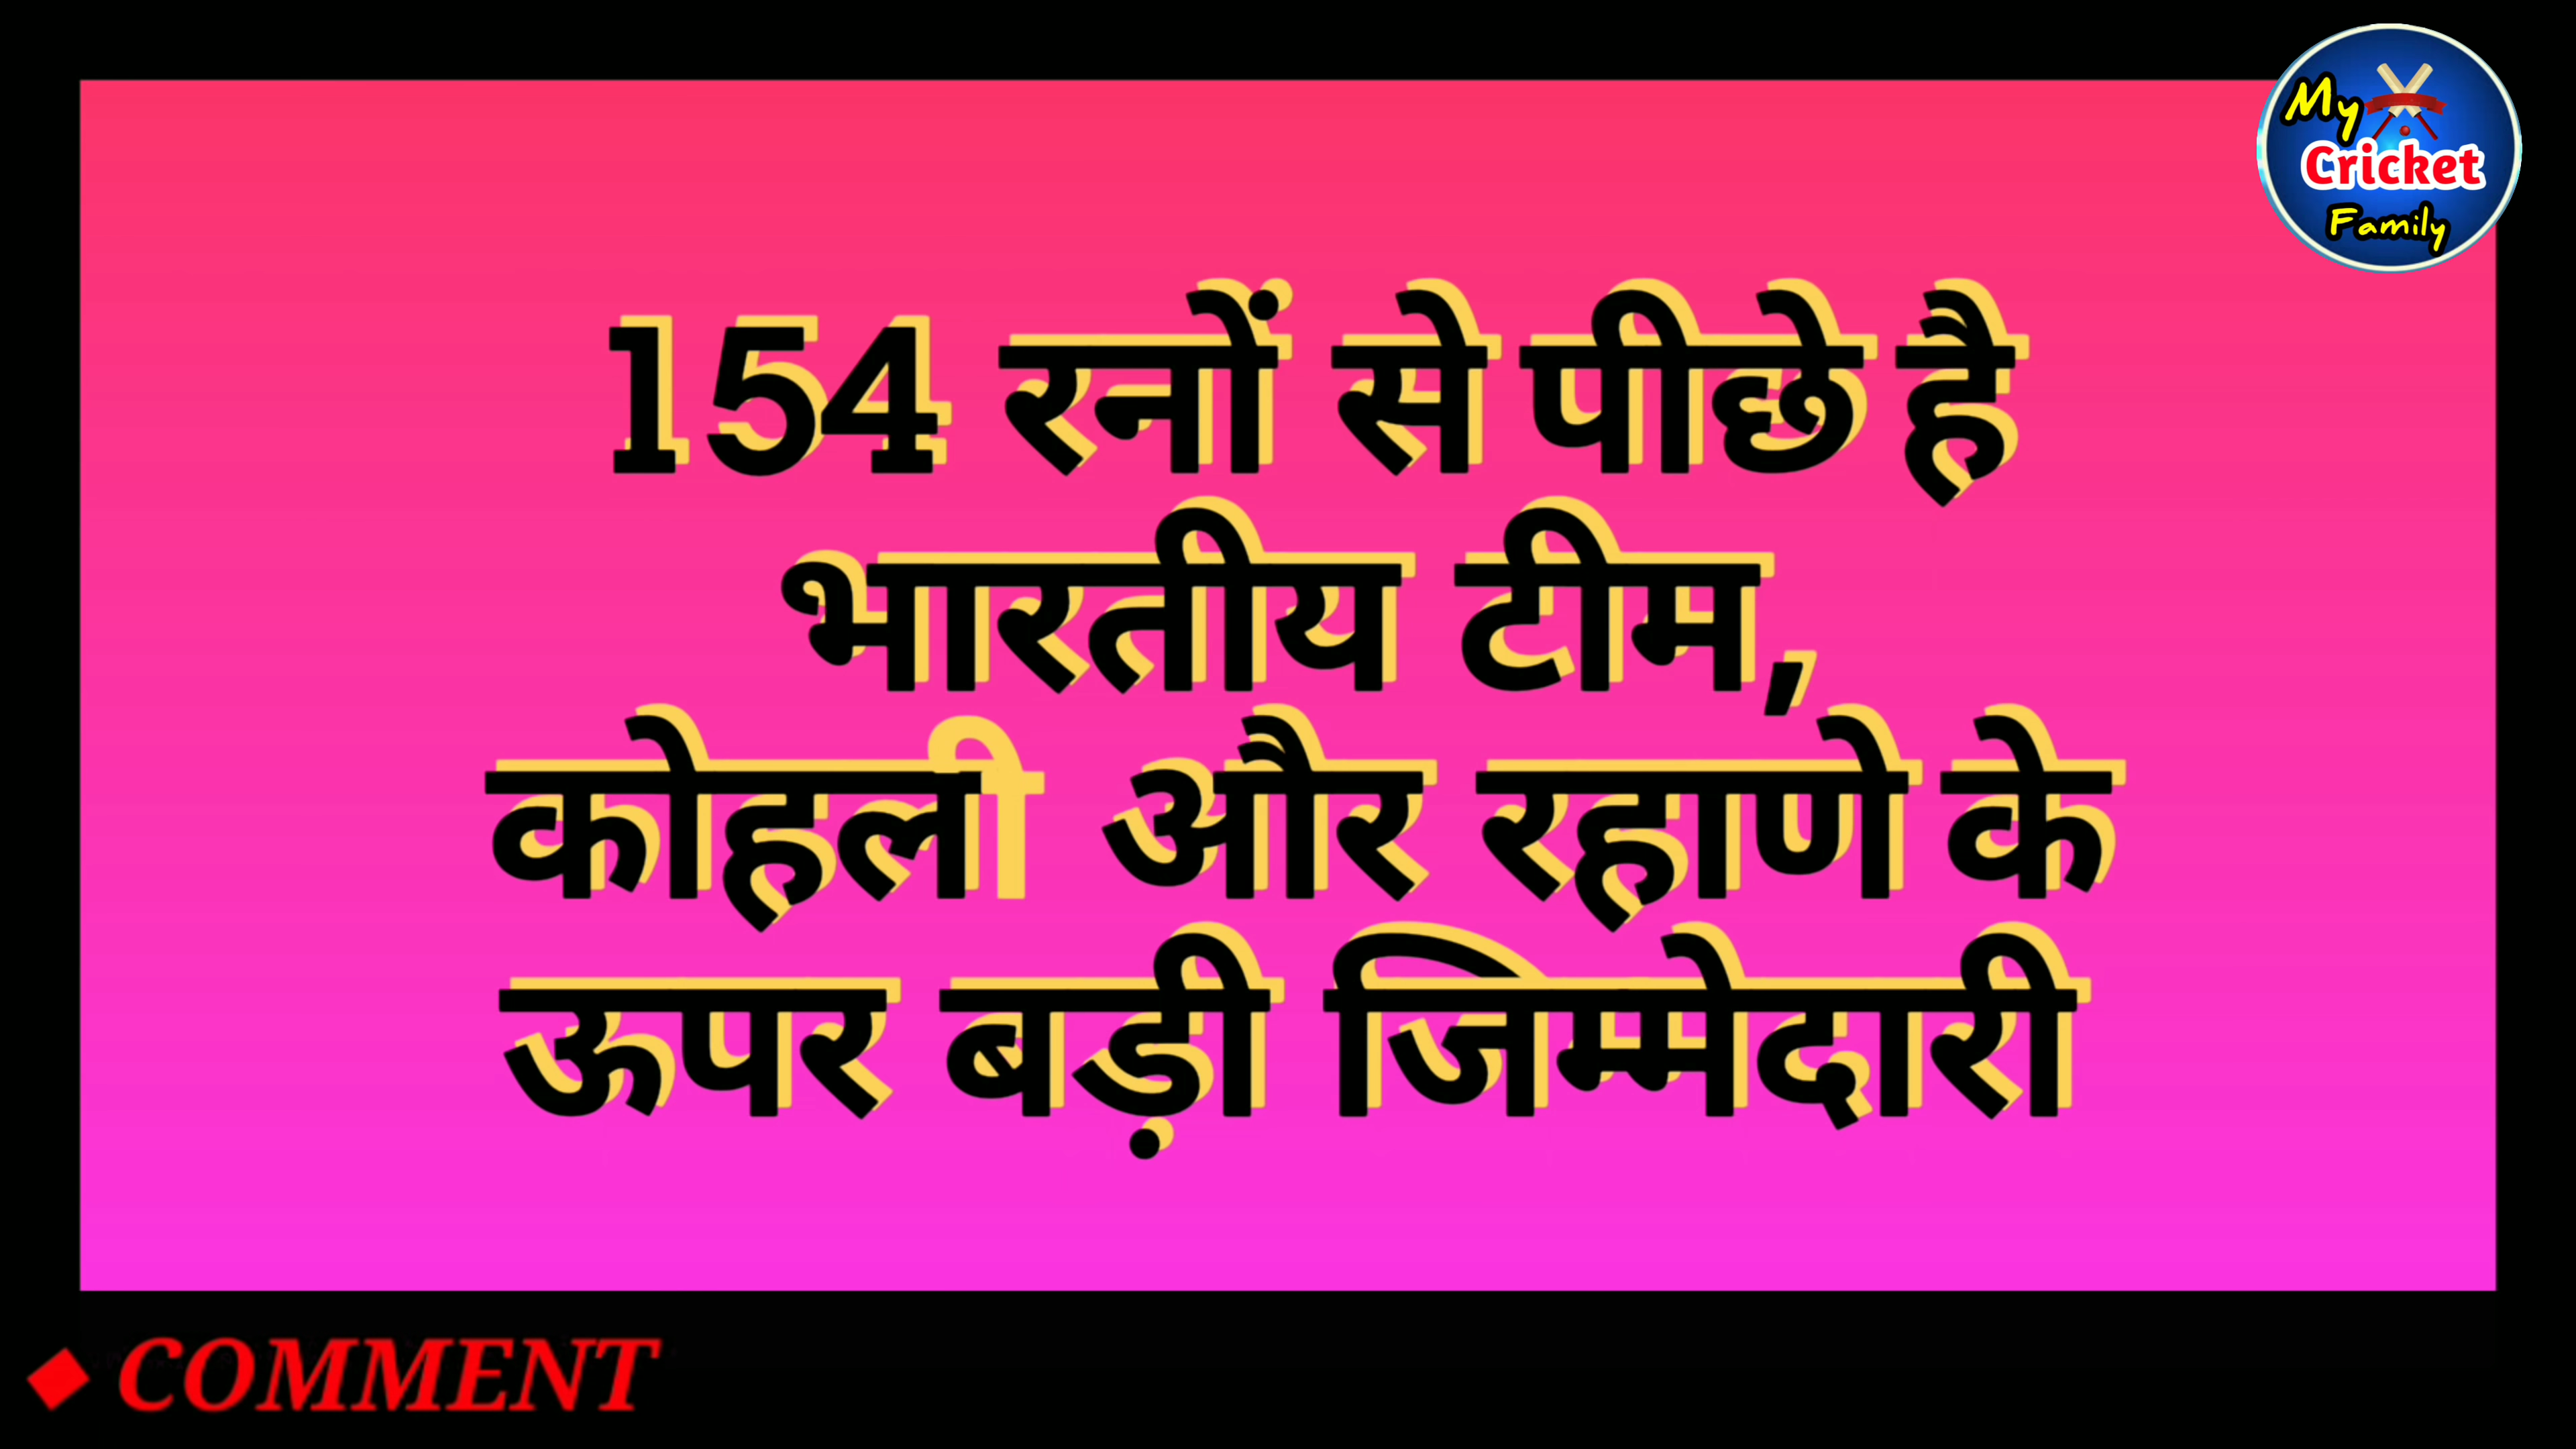 My
Cricket
Family
154 रनों से पीछे है
भारतीय टीम,
कोहली और रहाणे के
ऊपर बड़ी जिम्मेदारी
◆ COMMENT